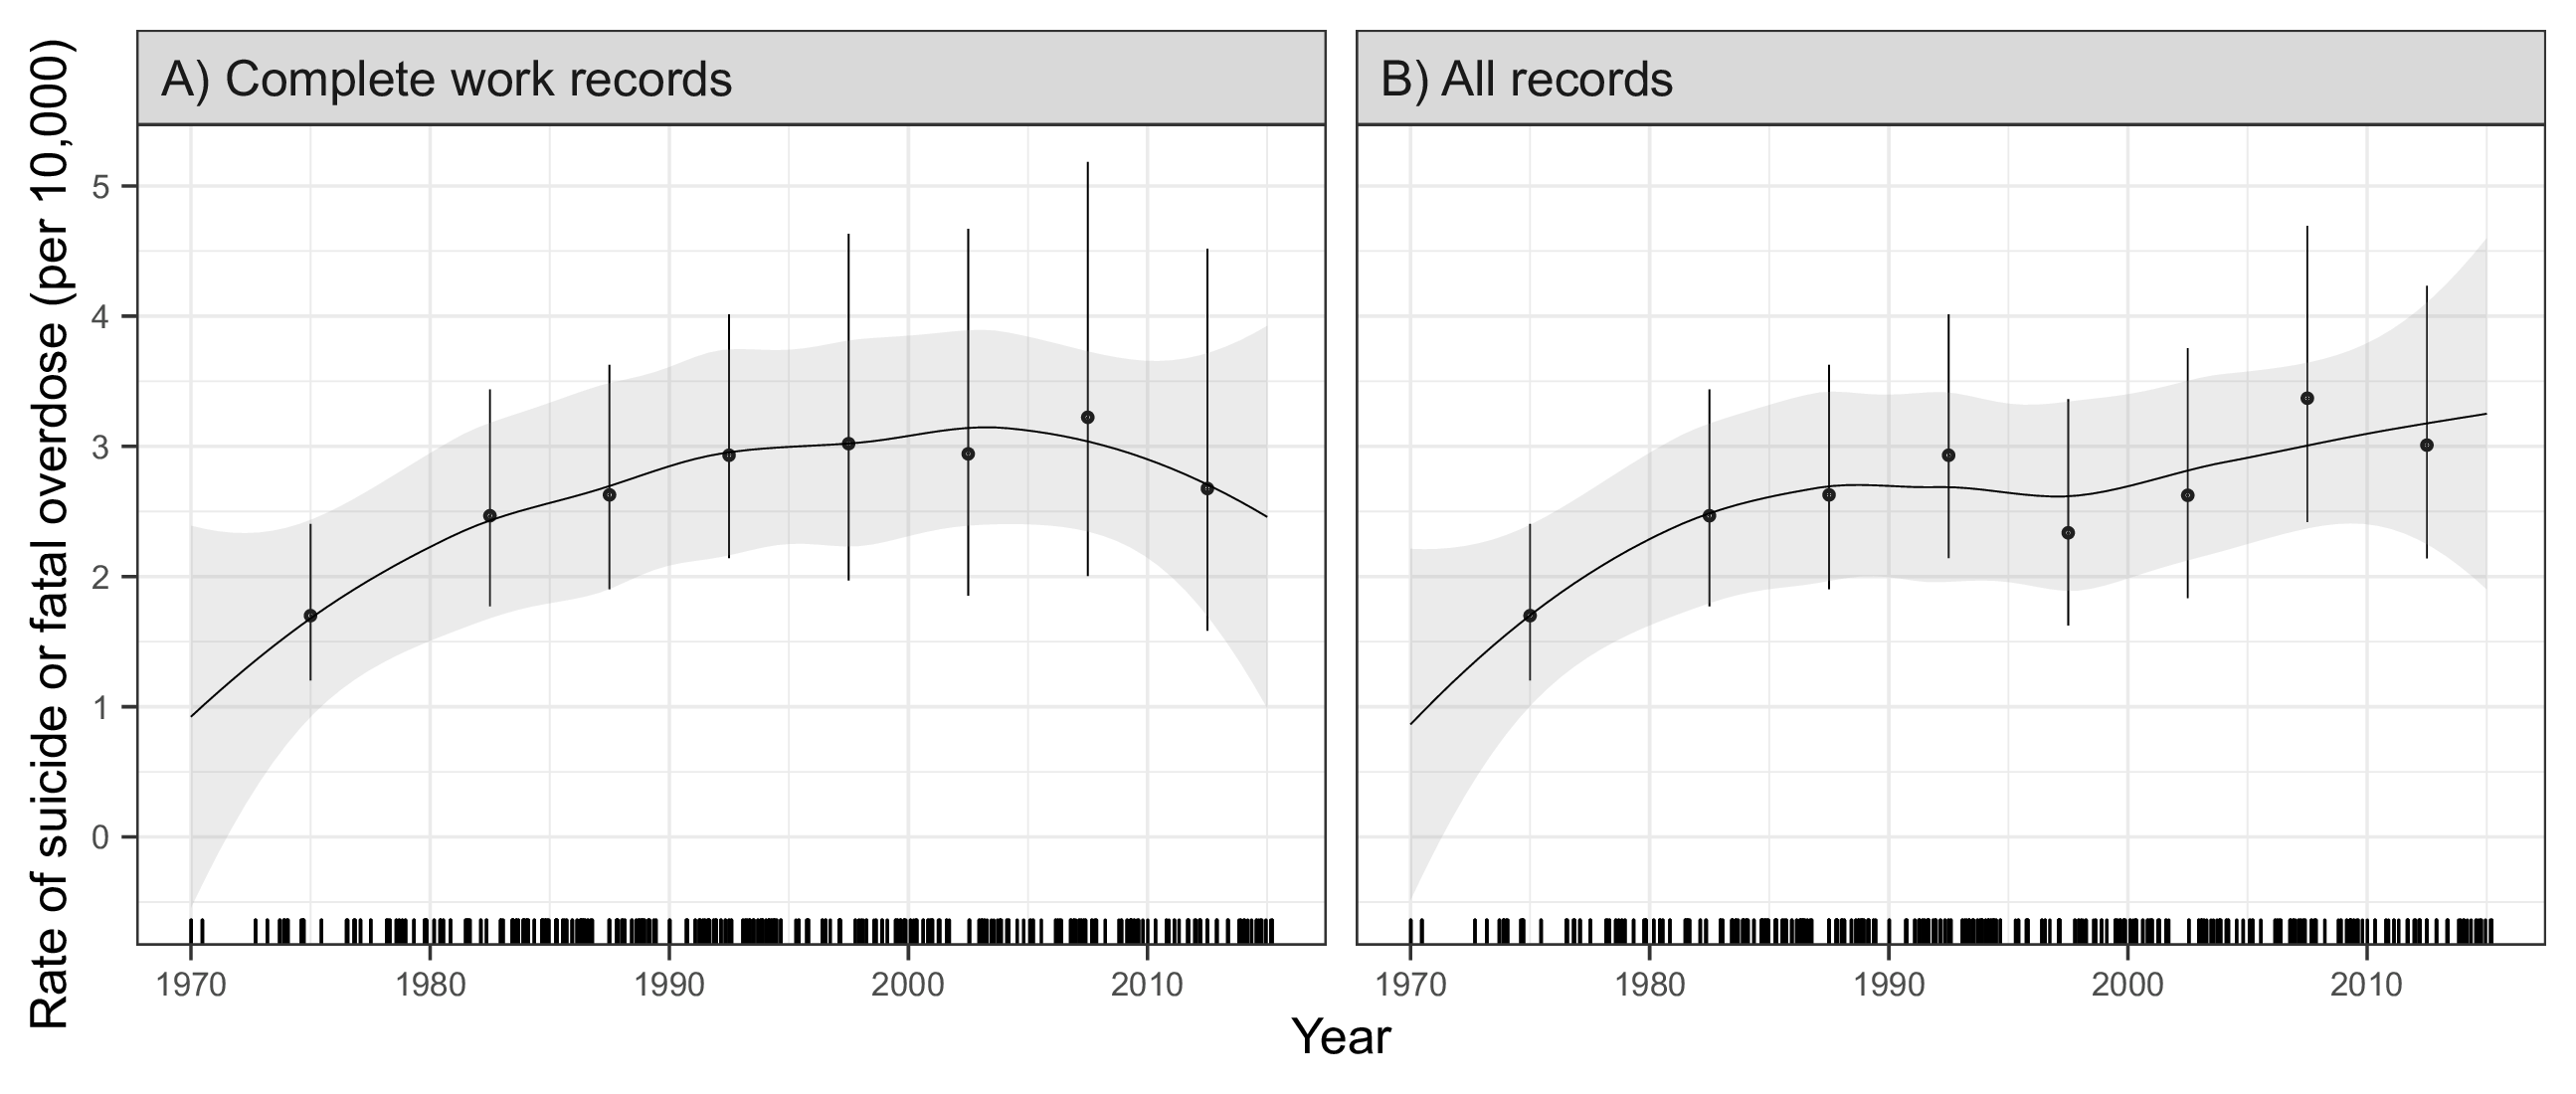 Rate of suicide or fatal overdose (per 10,000)
A) Complete work records
B) All records
5
4
3
2
1
0
1970 1980 1990 2000 2010
1970 1980 1990 2000 2010
Year